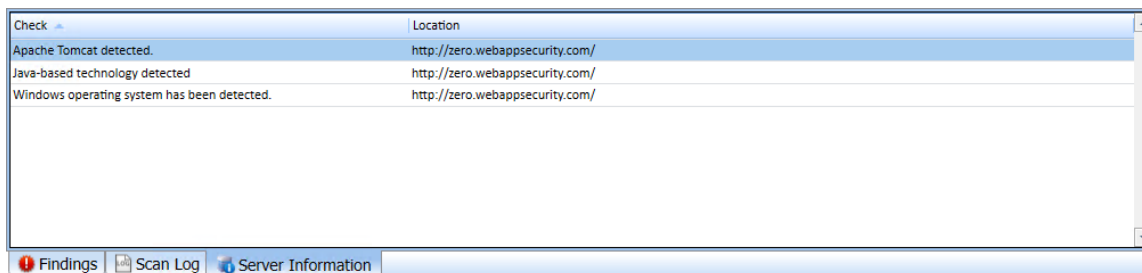 Check Location
Apache Tomcat detected. http://zero.webappsecurity.com/
Java-based technology detected http://zero.webappsecurity.com/
Windows operating system has been detected. http://zero.webappsecurity.com/
Findings LOG Scan Log Server Information